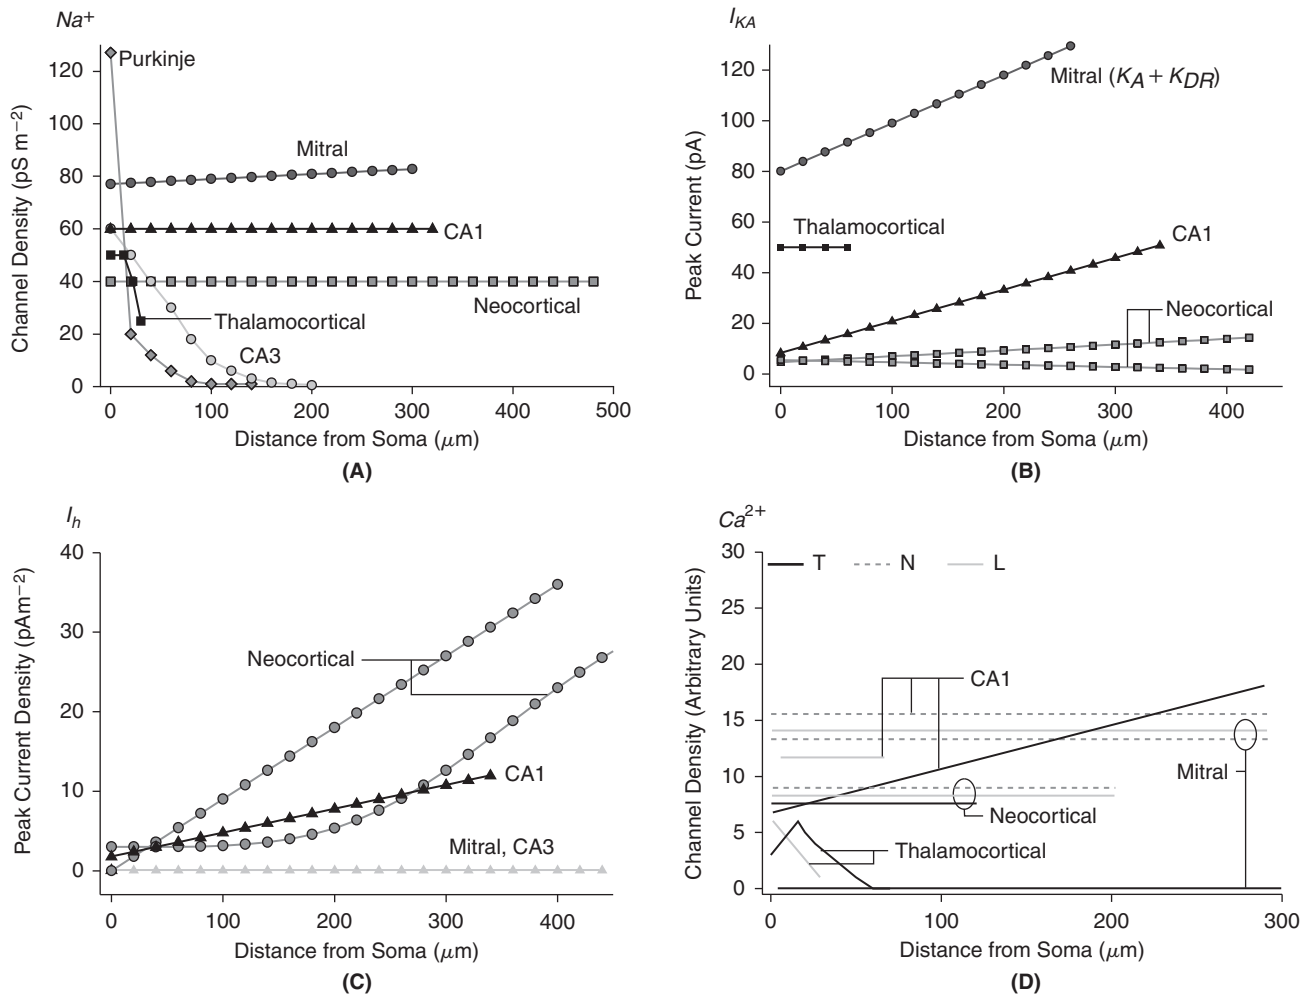 Na+
Channel Density (pS m−2)
120
100
80
60
40
20
0
Purkinje
Mitral
CA1
Neocortical
Thalamocortical
CA3
0 100 200 300 400 500
Distance from Soma (μm)
(A)
I_KA
Peak Current (pA)
120
100
80
60
40
20
0
Mitral (K_A + K_DR)
Thalamocortical
CA1
Neocortical
0 100 200 300 400
Distance from Soma (μm)
(B)
I_h
Peak Current Density (pAm−2)
40
30
20
10
0
Neocortical
CA1
Mitral, CA3
0 100 200 300 400
Distance from Soma (μm)
(C)
Ca2+
Channel Density (Arbitrary Units)
30
25
20
15
10
5
0
T N L
CA1
Mitral
Neocortical
Thalamocortical
0 100 200 300
Distance from Soma (μm)
(D)